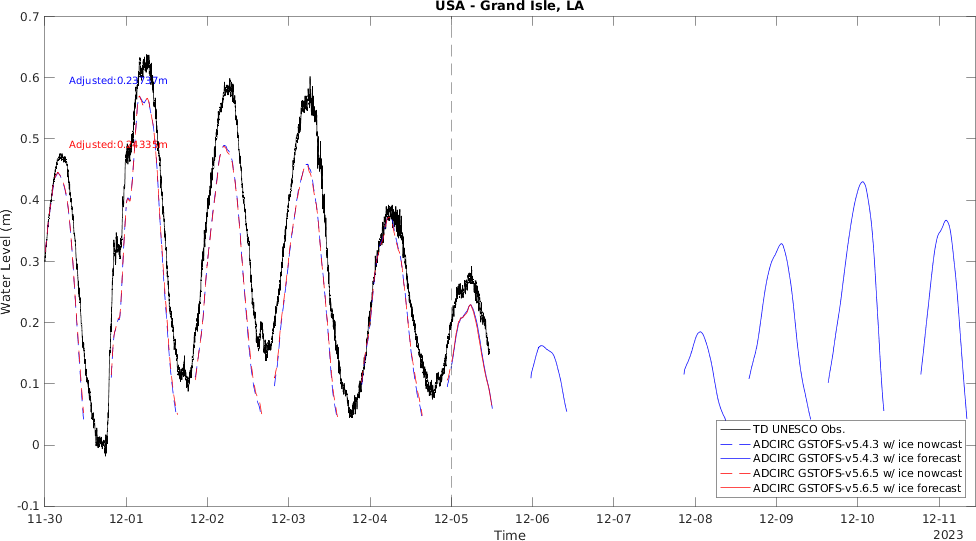 USA - Grand Isle, LA
0.7
0.6
0.5
0.4
0.3
0.2
0.1
0
-0.1
Water Level (m)
Adjusted:0.23737m
TD UNESCO Obs.
ADCIRC GSTOFS-v5.4.3 w/ ice nowcast
ADCIRC GSTOFS-v5.4.3 w/ ice forecast
ADCIRC GSTOFS-v5.6.5 w/ ice nowcast
ADCIRC GSTOFS-v5.6.5 w/ ice forecast
11-30 12-01 12-02 12-03 12-04 12-05 12-06 12-07 12-08 12-09 12-10 12-11
Time
2023